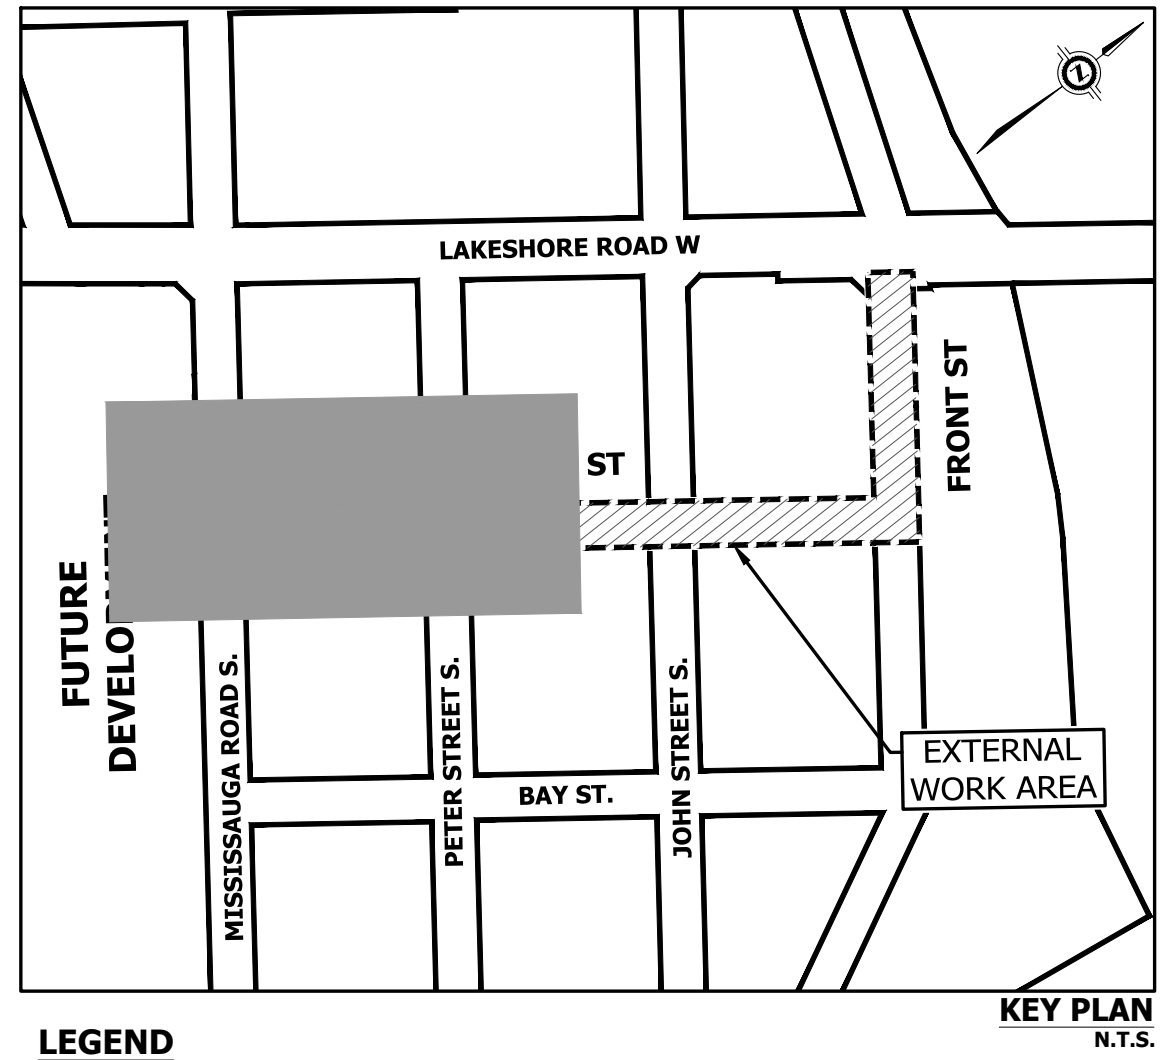 LAKESHORE ROAD W
Z
FRONT ST
ST
FUTURE
MISSISSAUGA ROAD S.
PETER STREET S.
JOHN STREET S.
EXTERNAL
WORK AREA
BAY ST.
KEY PLAN
N.T.S.
LEGEND